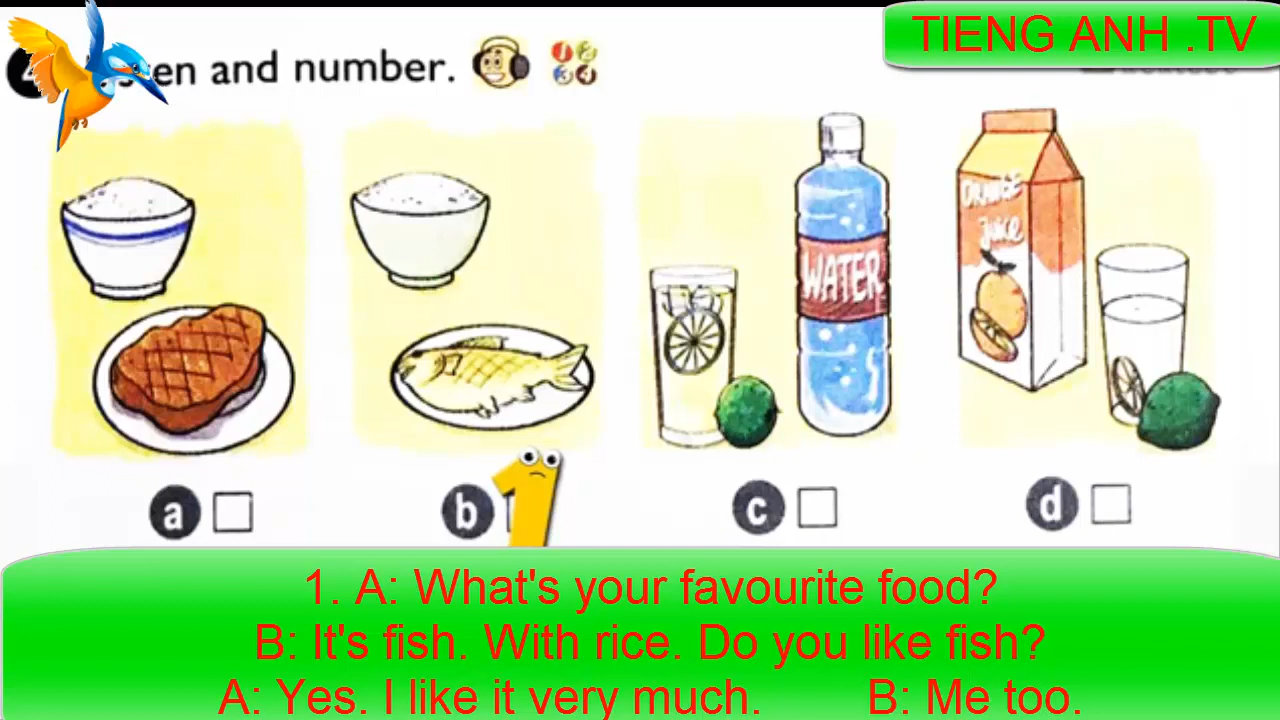 TIENG ANH .TV
and number.
ORANGE
Juice
WATER
a
b
c
d
1
1. A: What's your favourite food?
B: It's fish. With rice. Do you like fish?
A: Yes. I like it very much. B: Me too.